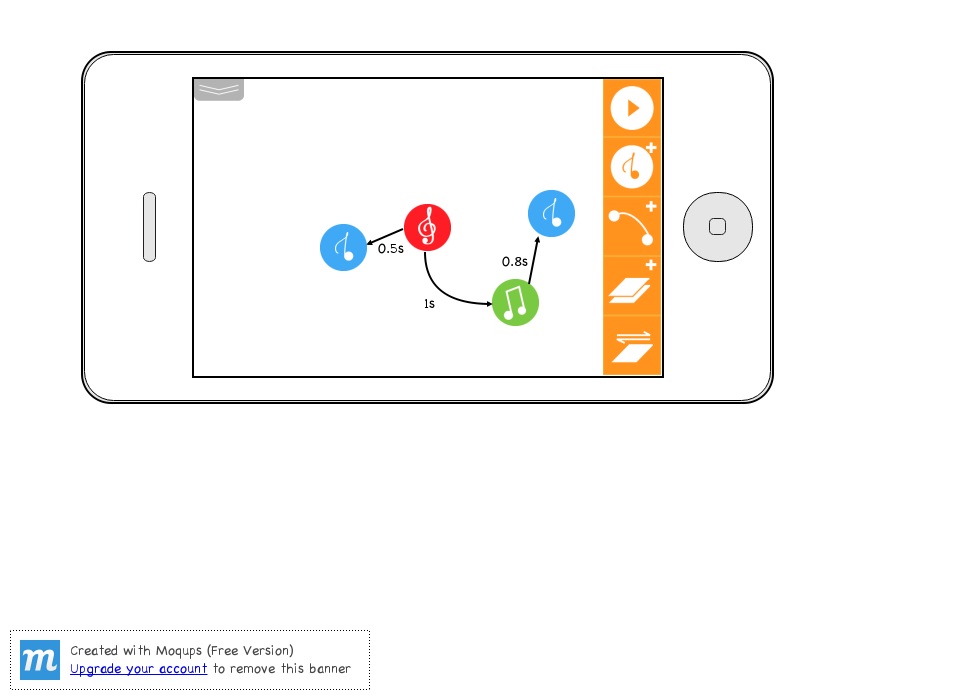 0.5s
0.8s
1s
m
Created with Moqups (Free Version)
Upgrade your account to remove this banner